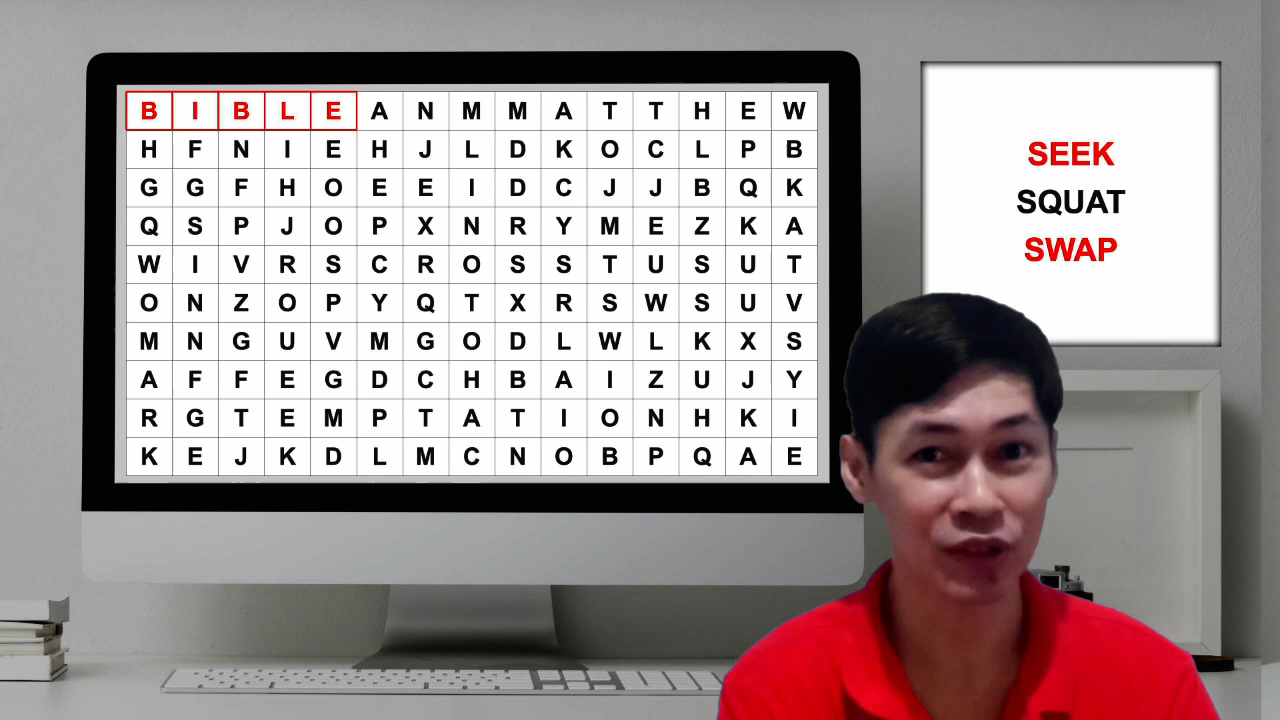 B I B L E A N M M A T T H E W
H F N I E H J L D K O C L P B
G G F H O E E I D C J J B Q K
Q S P J O P X N R Y M E Z K A
W I V R S C R O S S T U S U T
O N Z O P Y Q T X R S W S U V
M N G U V M G O D L W L K X S
A F F E G D C H B A I Z U J Y
R G T E M P T A T I O N H K I
K E J K D L M C N O B P Q A E
SEEK
SQUAT
SWAP